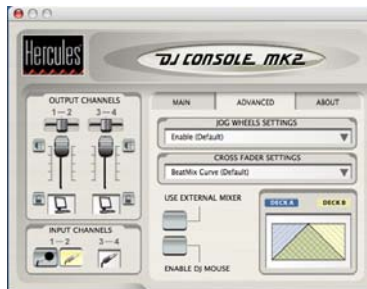 Hercules
DJ CONSOLE MK2
OUTPUT CHANNELS
1-2 3-4
MAIN ADVANCED ABOUT
JOG WHEELS SETTINGS
Enable (Default)
CROSS FADER SETTINGS
BeatMix Curve (Default)
USE EXTERNAL MIXER
DECK A DECK B
INPUT CHANNELS
1-2 3-4
ENABLE DJ MOUSE